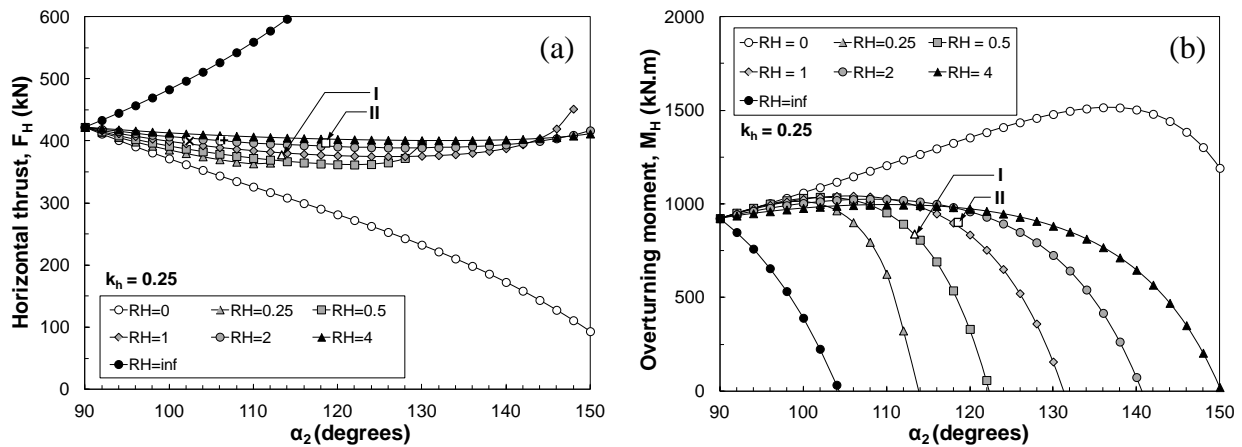 600
500
400
300
200
100
0
Horizontal thrust, F_H (kN)
(a)
I
II
k_h = 0.25
RH=0 RH=0.25 RH=0.5
RH=1 RH=2 RH=4
RH=inf
90 100 110 120 130 140 150
α₂ (degrees)
2000
1500
1000
500
0
Overturning moment, M_H (kN.m)
RH = 0 RH=0.25 RH = 0.5
RH = 1 RH=2 RH= 4
RH=inf
(b)
k_h = 0.25
I
II
90 100 110 120 130 140 150
α₂ (degrees)